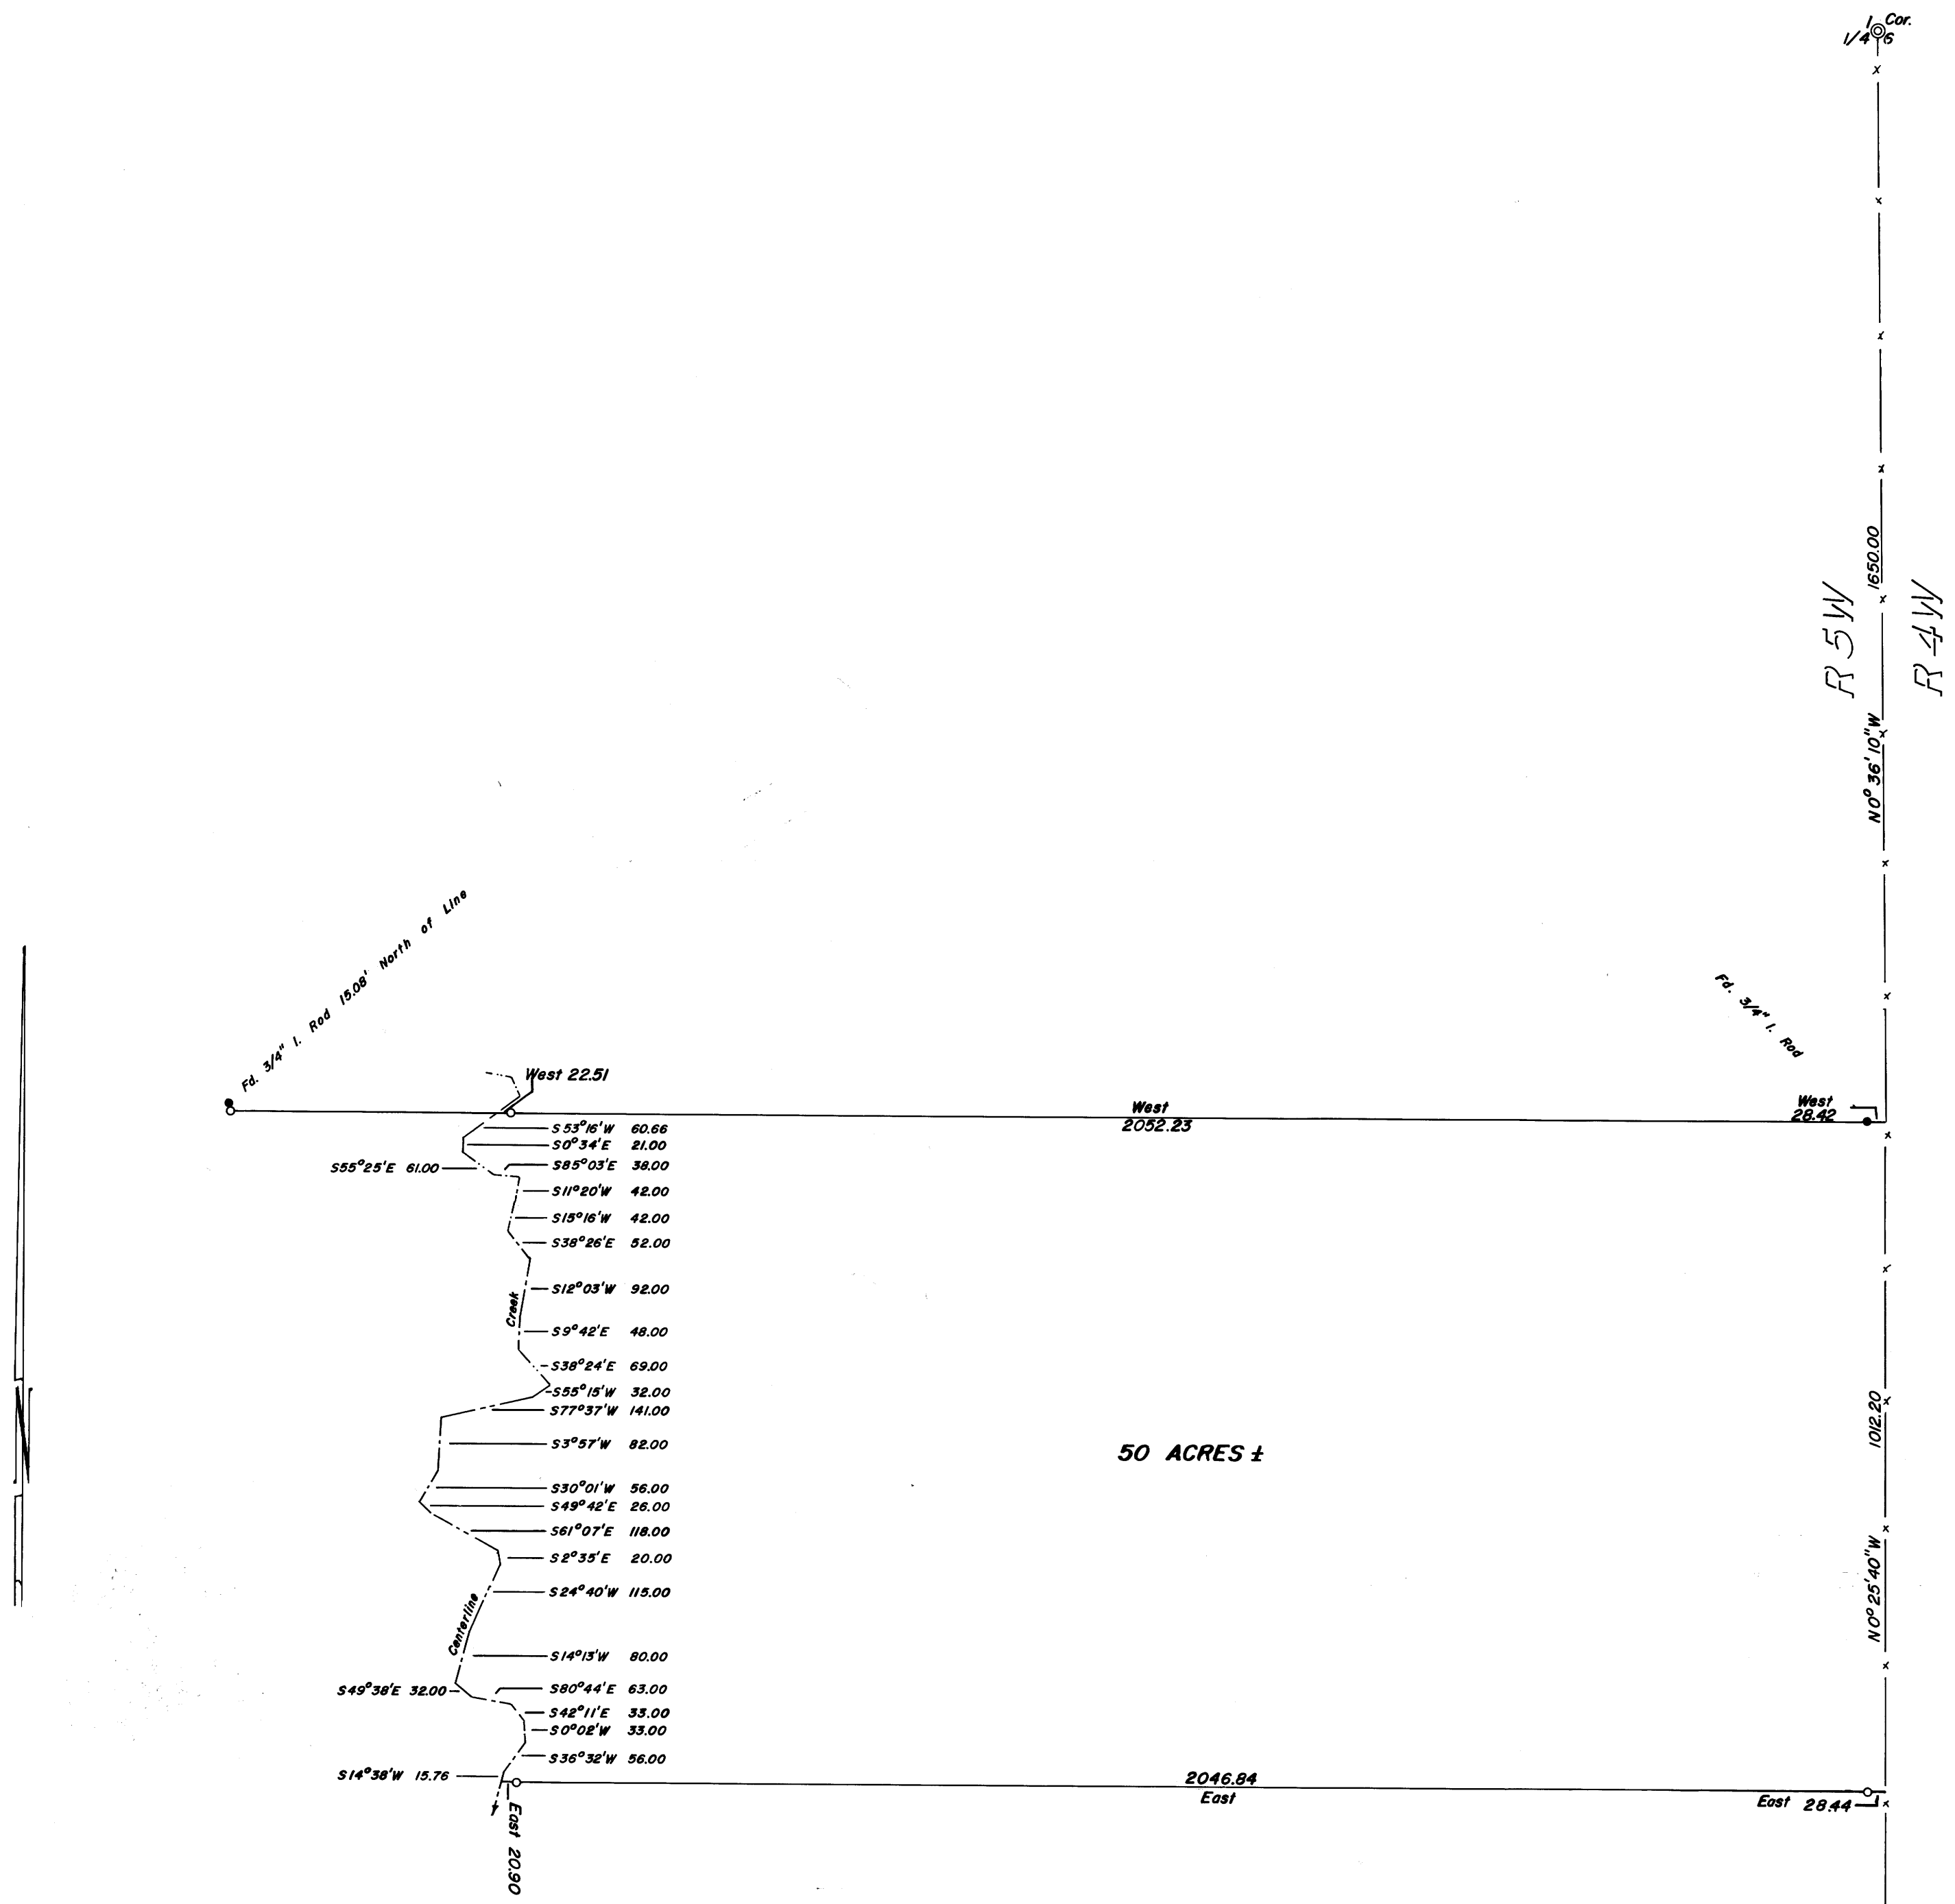 1 Cor.
1/4 6
1650.00
R 5W
R 4W
N0°36'10"W
Fd. 3/4" I. Rod 15.08' North of Line
Fd. 3/4" I. Rod
West 22.51
West
2052.23
West
28.42
S53°16'W 60.66
S0°34'E 21.00
S55°25'E 61.00
S85°03'E 38.00
S11°20'W 42.00
S15°16'W 42.00
S38°26'E 52.00
S12°03'W 92.00
Creek
S9°42'E 48.00
S38°24'E 69.00
S55°15'W 32.00
S77°37'W 141.00
S3°57'W 82.00
50 ACRES ±
1012.20
S30°01'W 56.00
S49°42'E 26.00
S61°07'E 118.00
S2°35'E 20.00
S24°40'W 115.00
N0°25'40"W
Centerline
S14°13'W 80.00
S49°38'E 32.00
S80°44'E 63.00
S42°11'E 33.00
S0°02'W 33.00
S36°32'W 56.00
S14°38'W 15.76
2046.84
East
East 28.44
East 20.90
N